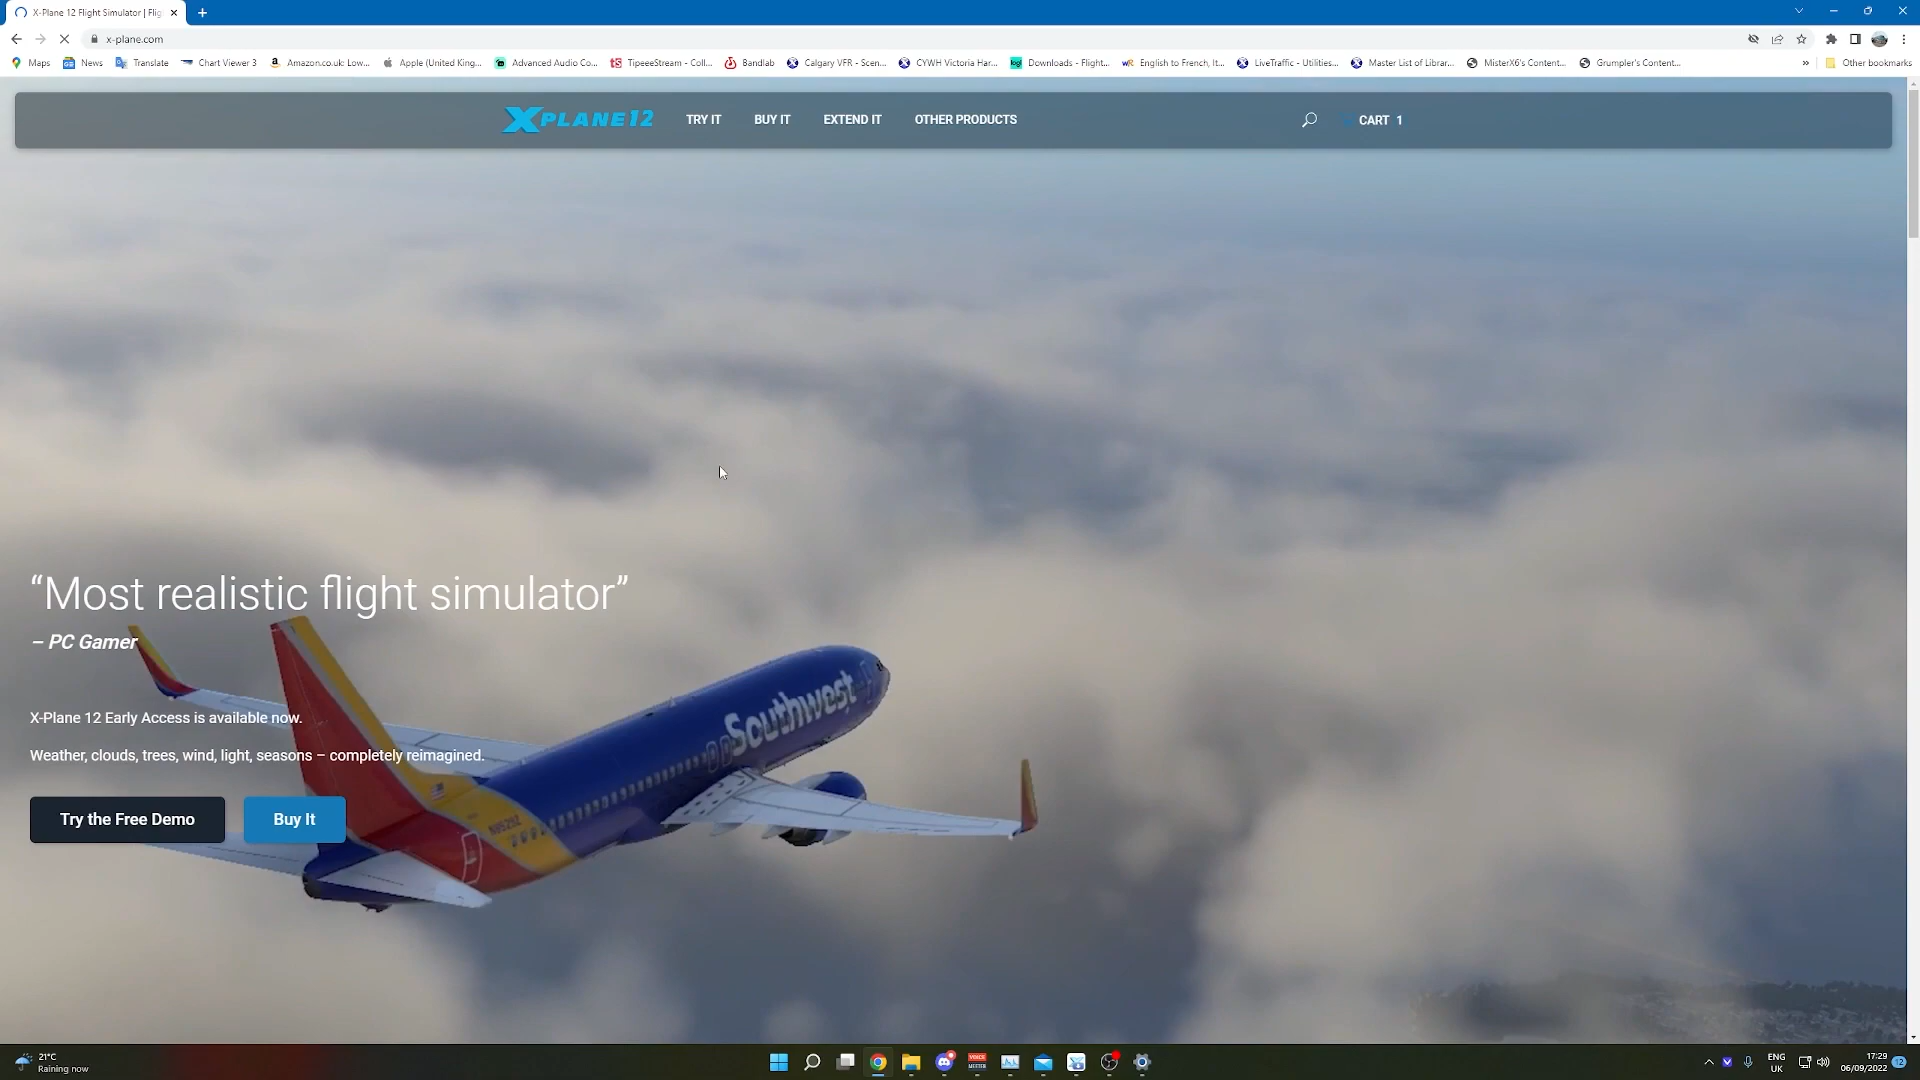 X-Plane 12 Flight Simulator | Flig
x-plane.com
Maps News Translate Chart Viewer 3 Amazon.co.uk: Low... Apple (United King... Advanced Audio Co... TipeeeStream - Coll... Bandlab Calgary VFR - Scen... CYWH Victoria Har... Downloads - Flight... English to French, It... LiveTraffic - Utilities... Master List of Librar... MisterX6's Content... Grumpler's Content... » Other bookmarks
XPLANE12 TRY IT BUY IT EXTEND IT OTHER PRODUCTS CART 1
“Most realistic flight simulator”
– PC Gamer
Southwest
X-Plane 12 Early Access is available now.
Weather, clouds, trees, wind, light, seasons – completely reimagined.
Try the Free Demo Buy It
21°C
Raining now
ENG
UK
17:29
06/09/2022
12